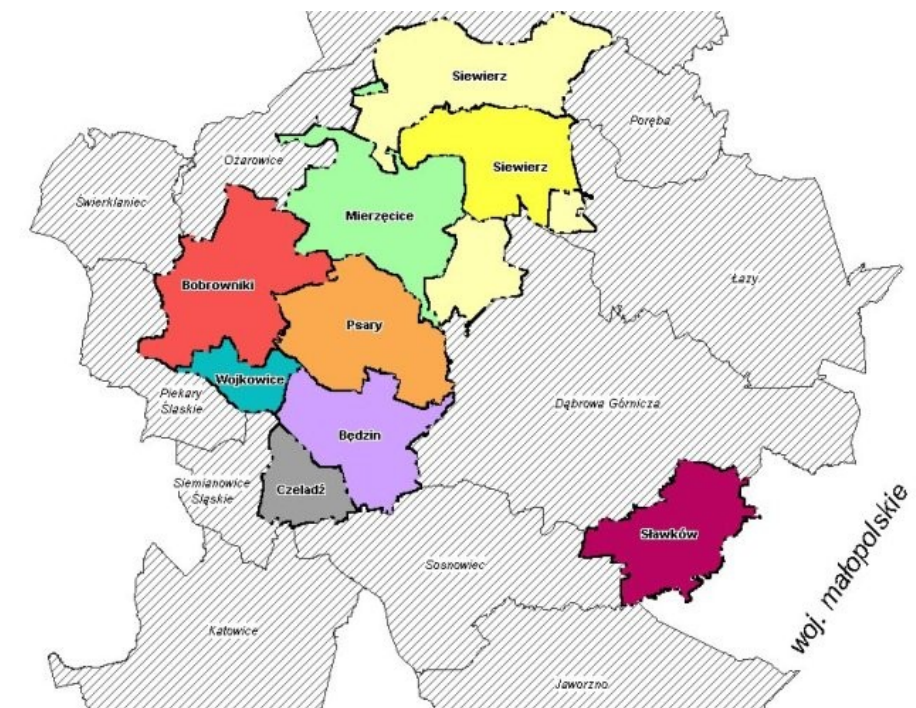 Siewierz
Poręba
Ożarowice
Siewierz
Świerklaniec
Mierzęcice
Bobrowniki
Łazy
Psary
Wojkowice
Piekary
Śląskie
Dąbrowa Górnicza
Będzin
Siemianowice
Śląskie
Czeladź
Sławków
Sosnowiec
woj. małopolskie
Katowice
Jaworzno